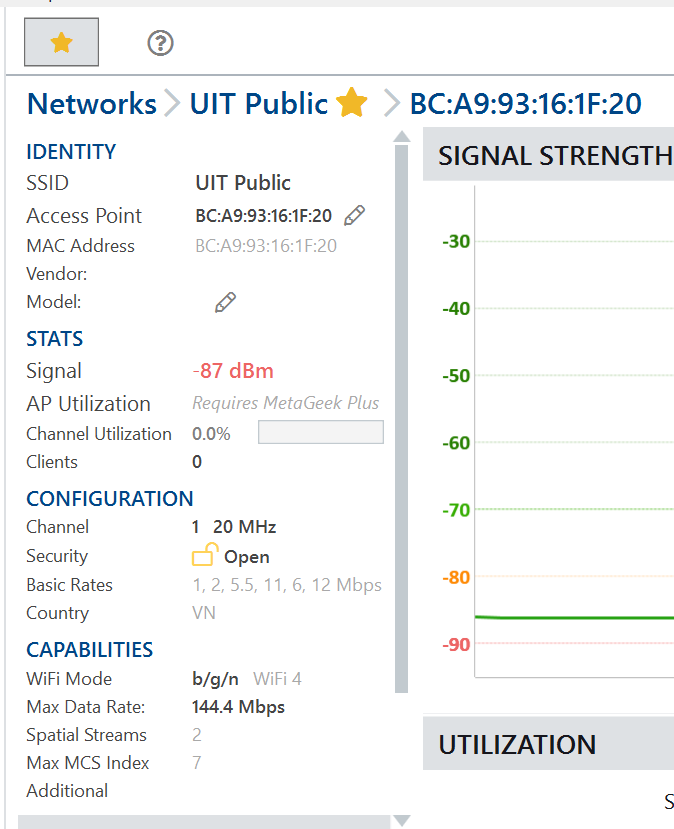 Networks UIT Public BC:A9:93:16:1F:20
IDENTITY
SSID UIT Public
Access Point BC:A9:93:16:1F:20
MAC Address BC:A9:93:16:1F:20
Vendor:
Model:
STATS
Signal -87 dBm
AP Utilization Requires MetaGeek Plus
Channel Utilization 0.0%
Clients 0
CONFIGURATION
Channel 1 20 MHz
Security Open
Basic Rates 1, 2, 5.5, 11, 6, 12 Mbps
Country VN
CAPABILITIES
WiFi Mode b/g/n WiFi 4
Max Data Rate: 144.4 Mbps
Spatial Streams 2
Max MCS Index 7
Additional
SIGNAL STRENGTH
-30
-40
-50
-60
-70
-80
-90
UTILIZATION
S